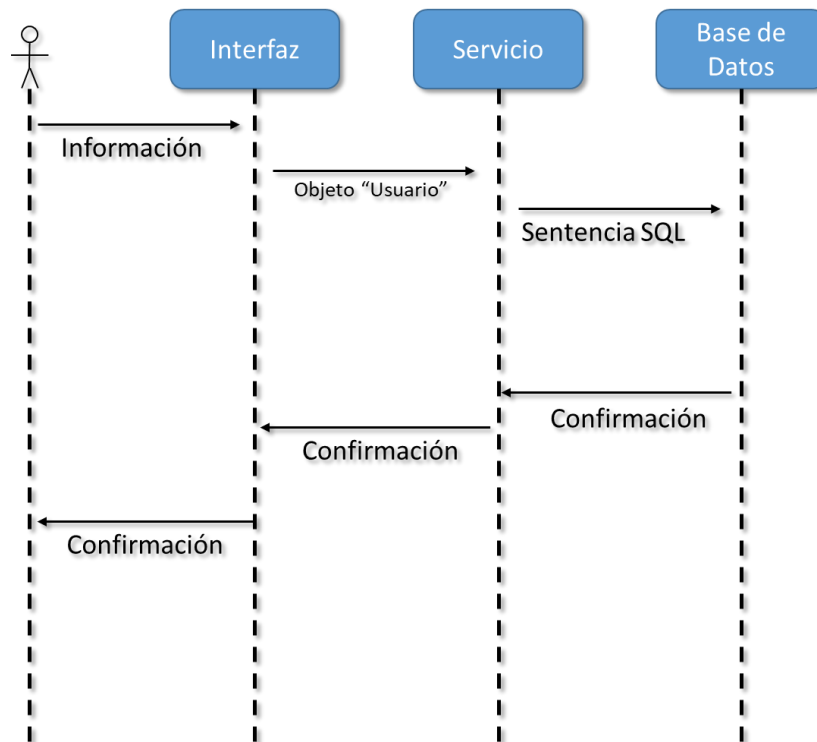 Interfaz
Servicio
Base de
Datos
Información
Objeto “Usuario”
Sentencia SQL
Confirmación
Confirmación
Confirmación